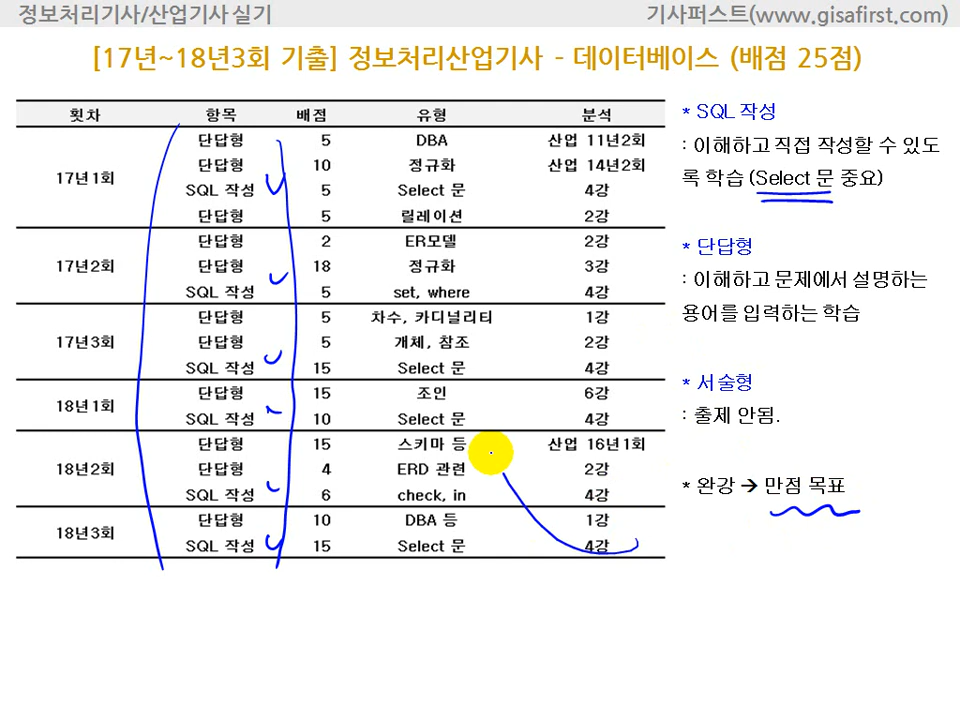 정보처리기사/산업기사 실기
기사퍼스트(www.gisafirst.com)
[17년~18년3회 기출] 정보처리산업기사 - 데이터베이스 (배점 25점)
횟차 항목 배점 유형 분석
17년1회
단답형 5 DBA 산업 11년2회
단답형 10 정규화 산업 14년2회
SQL 작성 5 Select 문 4강
단답형 5 릴레이션 2강
17년2회
단답형 2 ER모델 2강
단답형 18 정규화 3강
SQL 작성 5 set, where 4강
17년3회
단답형 5 차수, 카디널리티 1강
단답형 5 개체, 참조 2강
SQL 작성 15 Select 문 4강
18년1회
단답형 15 조인 6강
SQL 작성 10 Select 문 4강
18년2회
단답형 15 스키마 등 산업 16년1회
단답형 4 ERD 관련 2강
SQL 작성 6 check, in 4강
18년3회
단답형 10 DBA 등 1강
SQL 작성 15 Select 문 4강
* SQL 작성
: 이해하고 직접 작성할 수 있도
록 학습 (Select 문 중요)
* 단답형
: 이해하고 문제에서 설명하는
용어를 입력하는 학습
* 서술형
: 출제 안됨.
* 완강 → 만점 목표